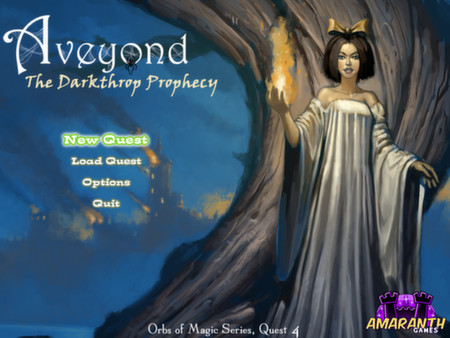 Aveyond
The Darkthrop Prophecy
New Quest
Load Quest
Options
Quit
Orbs of Magic Series, Quest 4
AMARANTH
GAMES